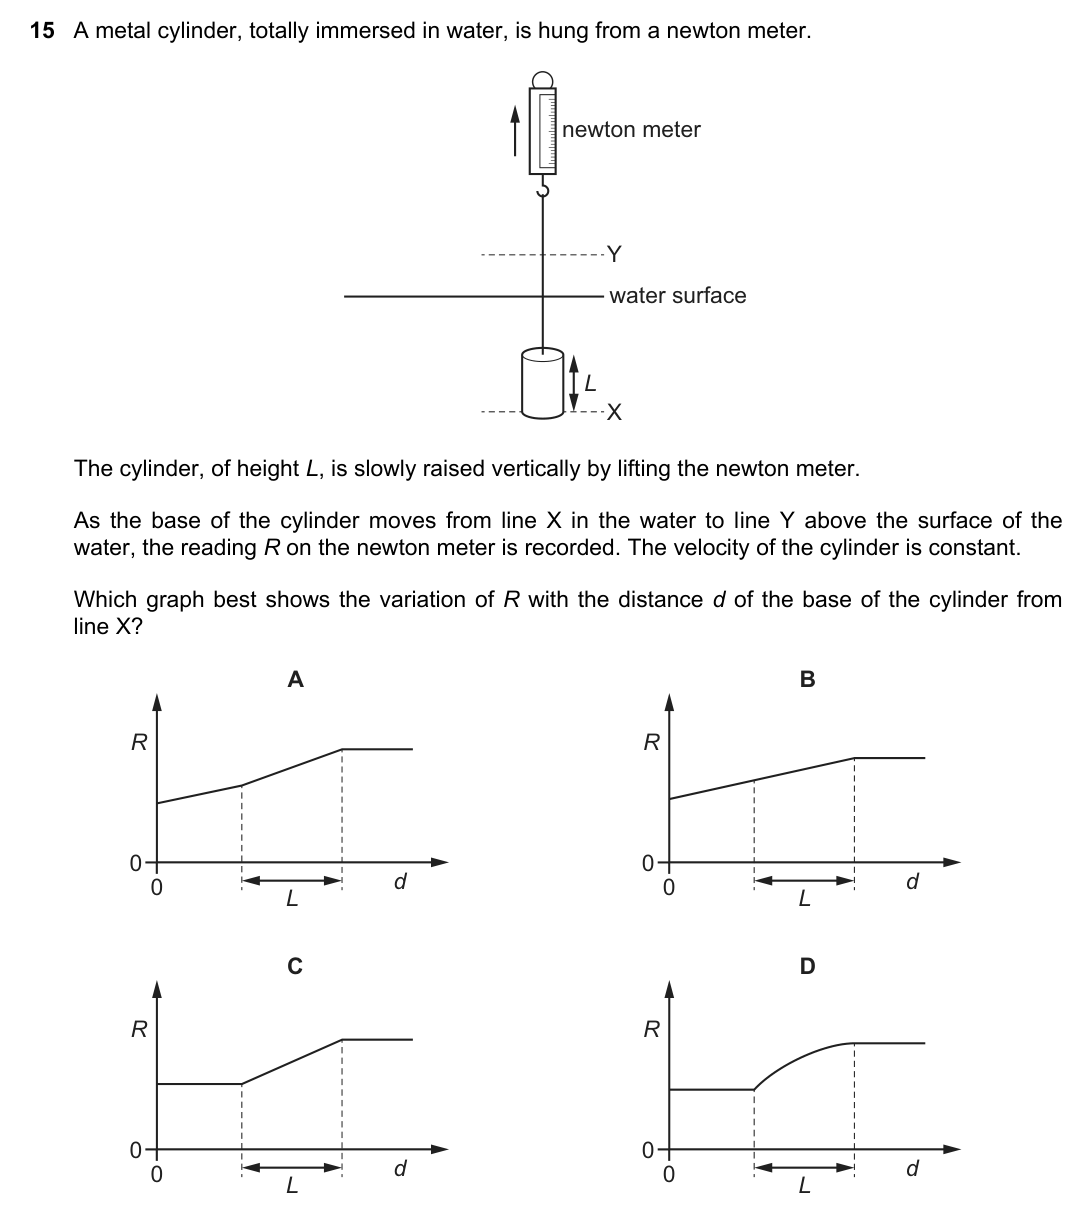 15 A metal cylinder, totally immersed in water, is hung from a newton meter.
newton meter
Y
water surface
L
X
The cylinder, of height L, is slowly raised vertically by lifting the newton meter.
As the base of the cylinder moves from line X in the water to line Y above the surface of the
water, the reading R on the newton meter is recorded. The velocity of the cylinder is constant.
Which graph best shows the variation of R with the distance d of the base of the cylinder from
line X?
A
R
0
0
L
d
B
R
0
0
L
d
C
R
0
0
L
d
D
R
0
0
L
d